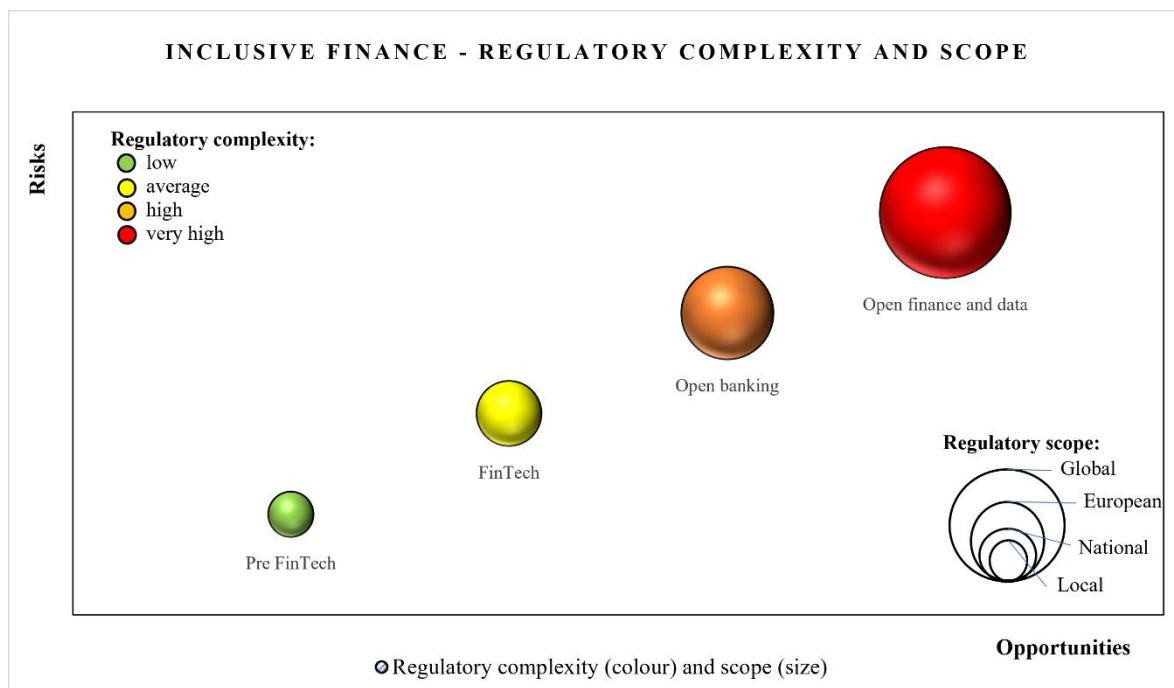 INCLUSIVE FINANCE - REGULATORY COMPLEXITY AND SCOPE
Risks
Regulatory complexity:
low
average
high
very high
Open finance and data
Open banking
FinTech
Pre FinTech
Regulatory scope:
Global
European
National
Local
Opportunities
Regulatory complexity (colour) and scope (size)